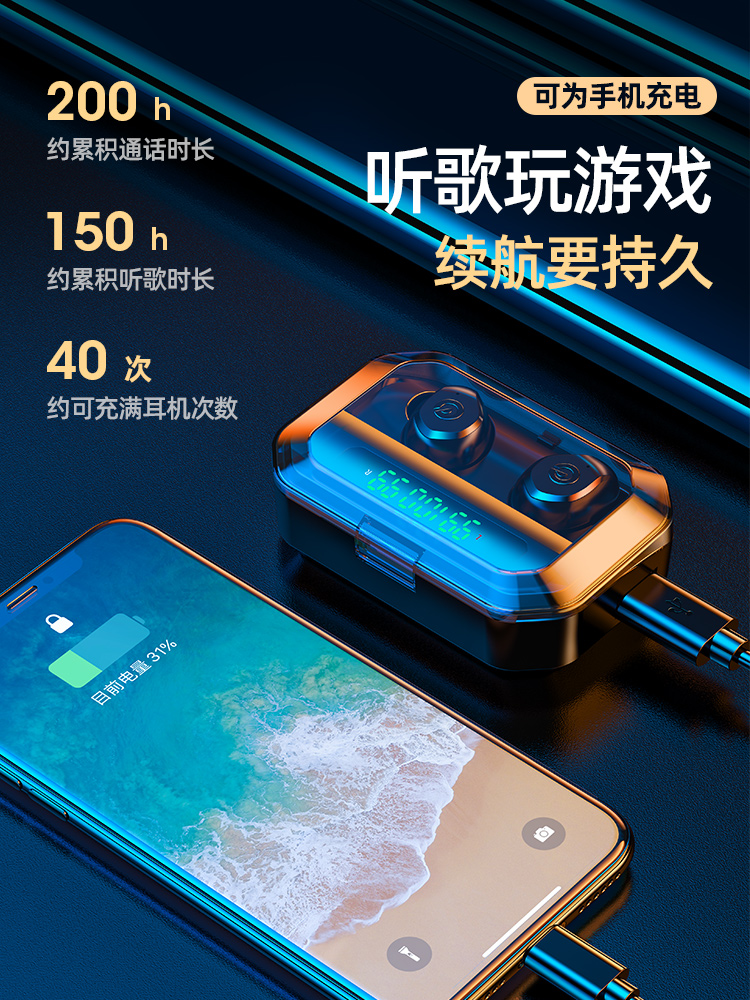 200 h
约累积通话时长
150 h
约累积听歌时长
40 次
约可充满耳机次数
可为手机充电
听歌玩游戏
续航要持久
目前电量 31%